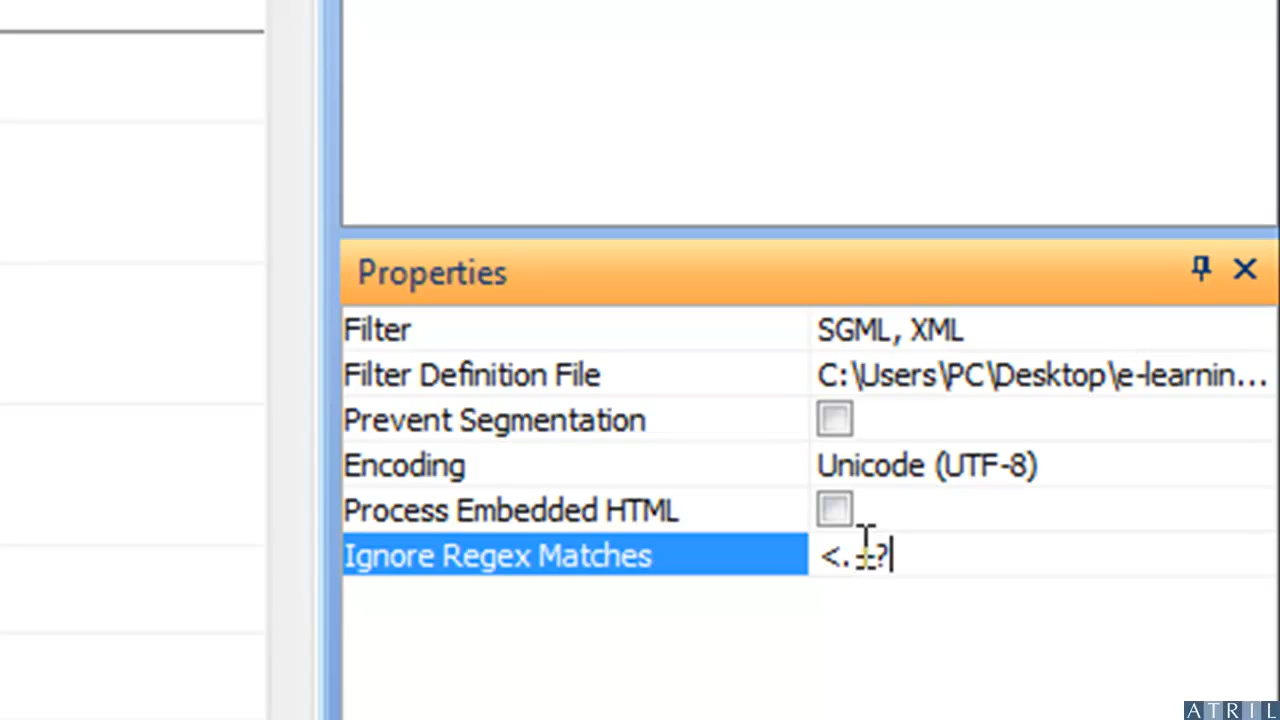 Properties
Filter SGML, XML
Filter Definition File C:\Users\PC\Desktop\e-learnin...
Prevent Segmentation
Encoding Unicode (UTF-8)
Process Embedded HTML
Ignore Regex Matches <.+?
ATRIL